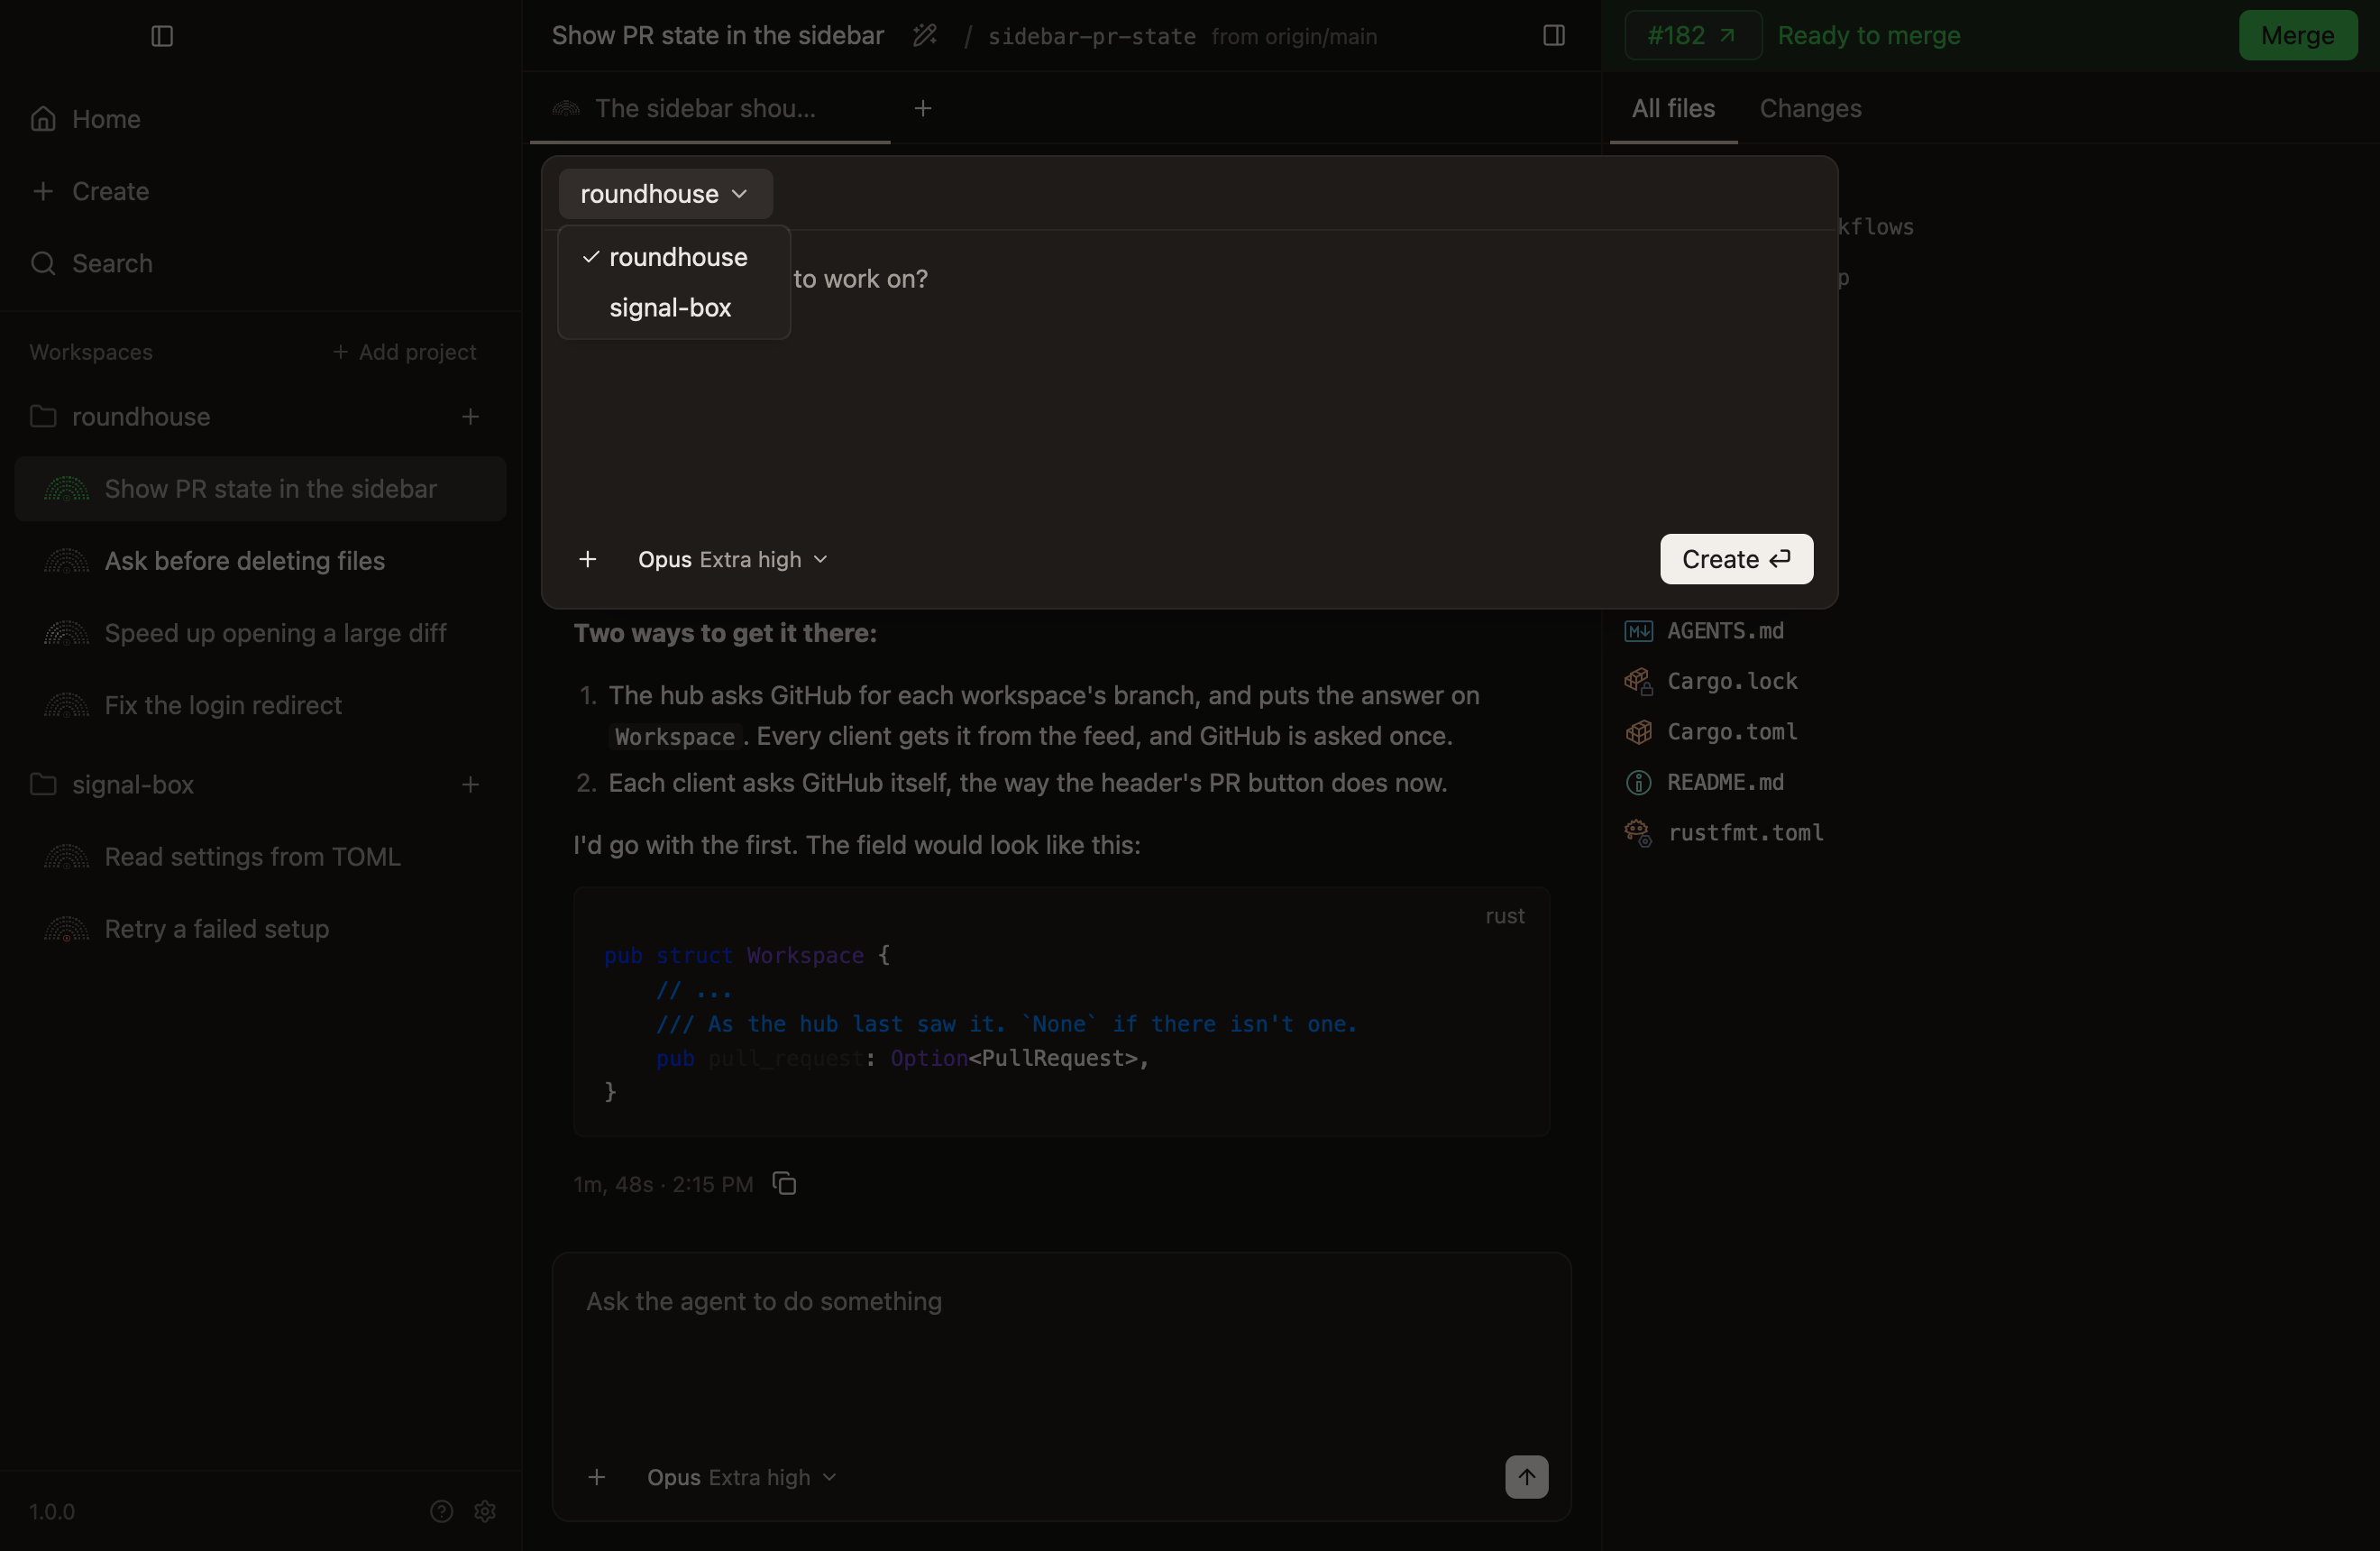 Show PR state in the sidebar / sidebar-pr-state from origin/main
#182 Ready to merge
Merge
Home
Create
Search
Workspaces
Add project
roundhouse
Show PR state in the sidebar
Ask before deleting files
Speed up opening a large diff
Fix the login redirect
signal-box
Read settings from TOML
Retry a failed setup
1.0.0
The sidebar shou...
roundhouse
roundhouse
signal-box
to work on?
Opus Extra high
Create
Two ways to get it there:
1. The hub asks GitHub for each workspace's branch, and puts the answer on
Workspace. Every client gets it from the feed, and GitHub is asked once.
2. Each client asks GitHub itself, the way the header's PR button does now.
I'd go with the first. The field would look like this:
rust
pub struct Workspace {
// ...
/// As the hub last saw it. `None` if there isn't one.
pub pull_request: Option<PullRequest>,
}
1m, 48s · 2:15 PM
Ask the agent to do something
Opus Extra high
All files
Changes
kflows
p
AGENTS.md
Cargo.lock
Cargo.toml
README.md
rustfmt.toml